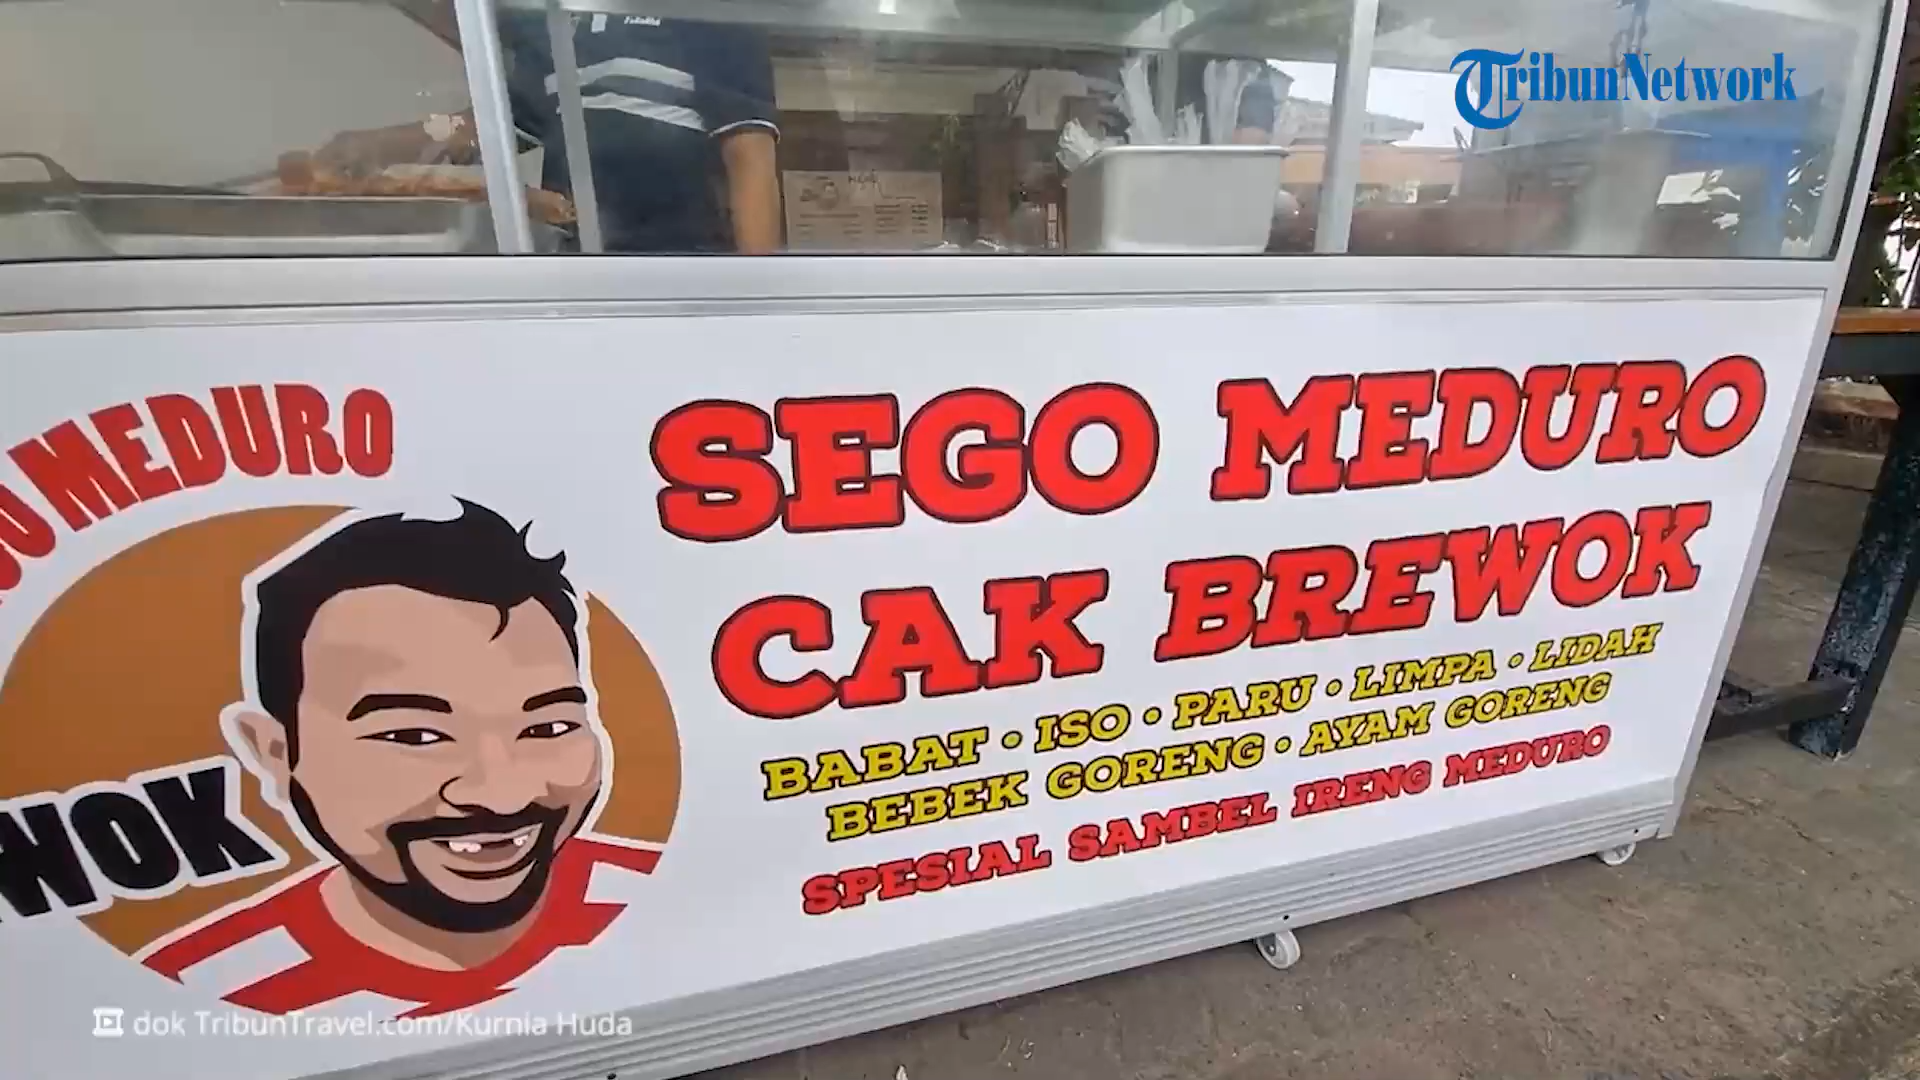 TribunNetwork
MEDURO
WOK
SEGO MEDURO
CAK BREWOK
BABAT • ISO • PARU • LIMPA • LIDAH
BEBEK GORENG • AYAM GORENG
SPESIAL SAMBEL IRENG MEDURO
dok TribunTravel.com/Kurnia Huda